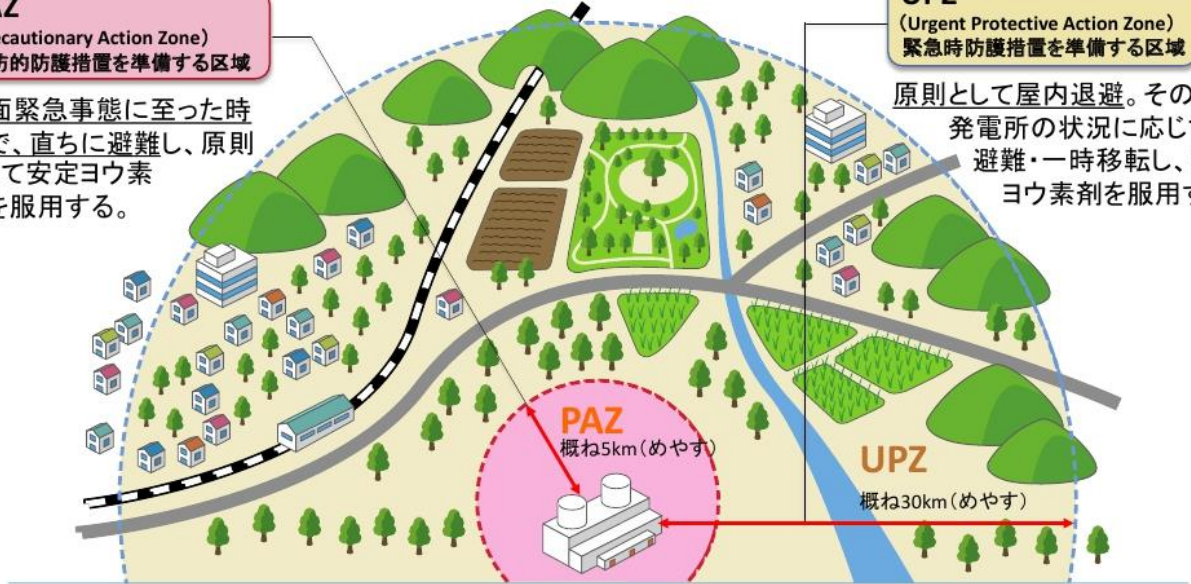 AZ
ecautionary Action Zone）
防的防護措置を準備する区域
面緊急事態に至った時
で、直ちに避難し、原則
して安定ヨウ素
を服用する。
UPZ
（Urgent Protective Action Zone）
緊急時防護措置を準備する区域
原則として屋内退避。その
発電所の状況に応じ
避難・一時移転し、
ヨウ素剤を服用す
PAZ
概ね5km（めやす）
UPZ
概ね30km（めやす）